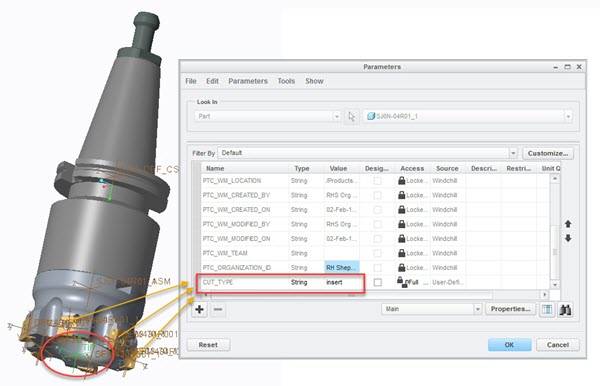 Parameters
File Edit Parameters Tools Show
Look In
Part SJ6N-04R01_1
Filter By Default Customize...
Name Type Value Desig... Access Source Descri... Restri... Unit Q
PTC_WM_LOCATION String /Products... Locke... Windchill
PTC_WM_CREATED_BY String RHS Org ... Locke... Windchill
PTC_WM_CREATED_ON String 02-Feb-1... Locke... Windchill
PTC_WM_MODIFIED_BY String RHS Org ... Locke... Windchill
PTC_WM_MODIFIED_ON String 02-Feb-1... Locke... Windchill
PTC_WM_TEAM String Locke... Windchill
PTC_ORGANIZATION_ID String RH Shep... Locke... Windchill
CUT_TYPE String insert Full ... User-Defi...
Main Properties...
Reset OK Cancel